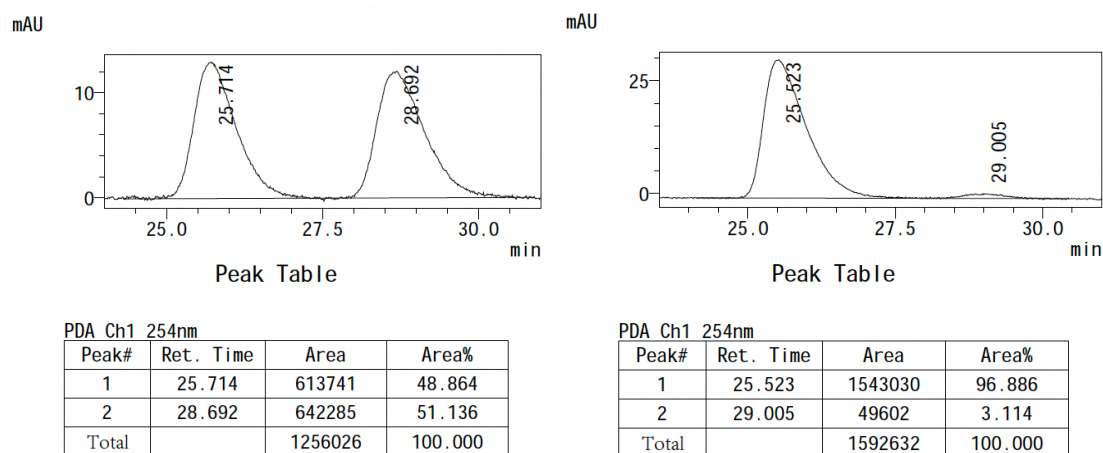 mAU
10
0
25.714
28.692
25.0 27.5 30.0
min
Peak Table
PDA Ch1 254nm
Peak# Ret. Time Area Area%
1 25.714 613741 48.864
2 28.692 642285 51.136
Total 1256026 100.000
mAU
25
0
25.523
29.005
25.0 27.5 30.0
min
Peak Table
PDA Ch1 254nm
Peak# Ret. Time Area Area%
1 25.523 1543030 96.886
2 29.005 49602 3.114
Total 1592632 100.000